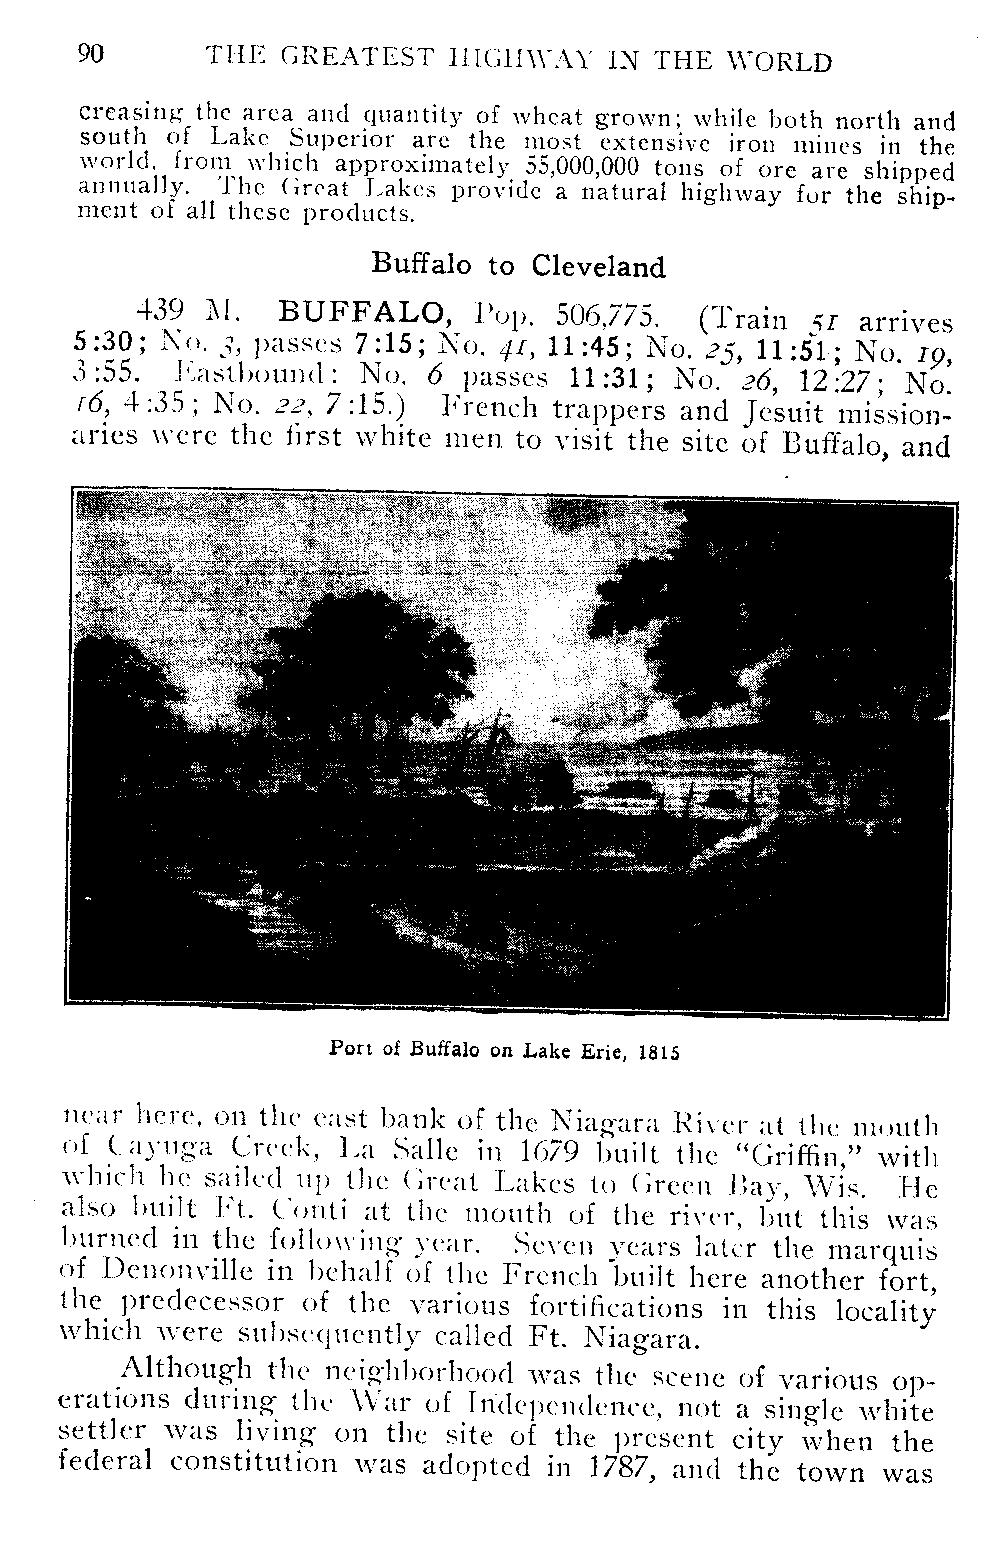 90 THE GREATEST HIGHWAY IN THE WORLD
creasing the area and quantity of wheat grown; while both north and
south of Lake Superior are the most extensive iron mines in the
world, from which approximately 55,000,000 tons of ore are shipped
annually. The Great Lakes provide a natural highway for the ship-
ment of all these products.
Buffalo to Cleveland
439 M. BUFFALO, Pop. 506,775. (Train 51 arrives
5:30; No. 3, passes 7:15; No. 41, 11:45; No. 25, 11:51; No. 19,
3:55. Eastbound: No. 6 passes 11:31; No. 26, 12:27; No.
16, 4:35; No. 22, 7:15.) French trappers and Jesuit mission-
aries were the first white men to visit the site of Buffalo, and
Port of Buffalo on Lake Erie, 1815
near here, on the east bank of the Niagara River at the mouth
of Cayuga Creek, La Salle in 1679 built the "Griffin," with
which he sailed up the Great Lakes to Green Bay, Wis. He
also built Ft. Conti at the mouth of the river, but this was
burned in the following year. Seven years later the marquis
of Denonville in behalf of the French built here another fort,
the predecessor of the various fortifications in this locality
which were subsequently called Ft. Niagara.
Although the neighborhood was the scene of various op-
erations during the War of Independence, not a single white
settler was living on the site of the present city when the
federal constitution was adopted in 1787, and the town was